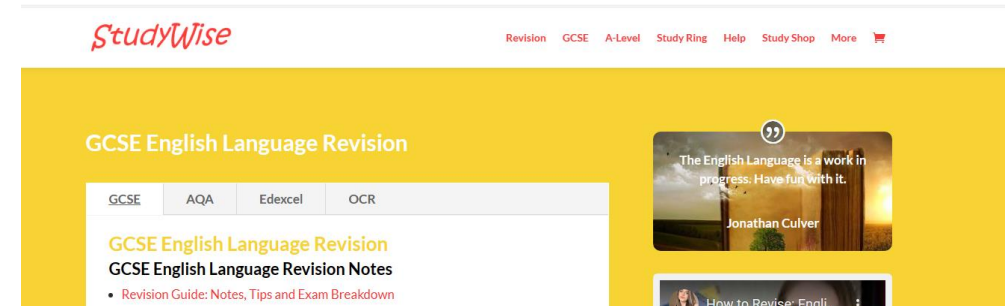 StudyWise
Revision GCSE A-Level Study Ring Help Study Shop More
GCSE English Language Revision
GCSE AQA Edexcel OCR
GCSE English Language Revision
GCSE English Language Revision Notes
• Revision Guide: Notes, Tips and Exam Breakdown
The English Language is a work in
progress. Have fun with it.
Jonathan Culver
How to Revise: Engli...